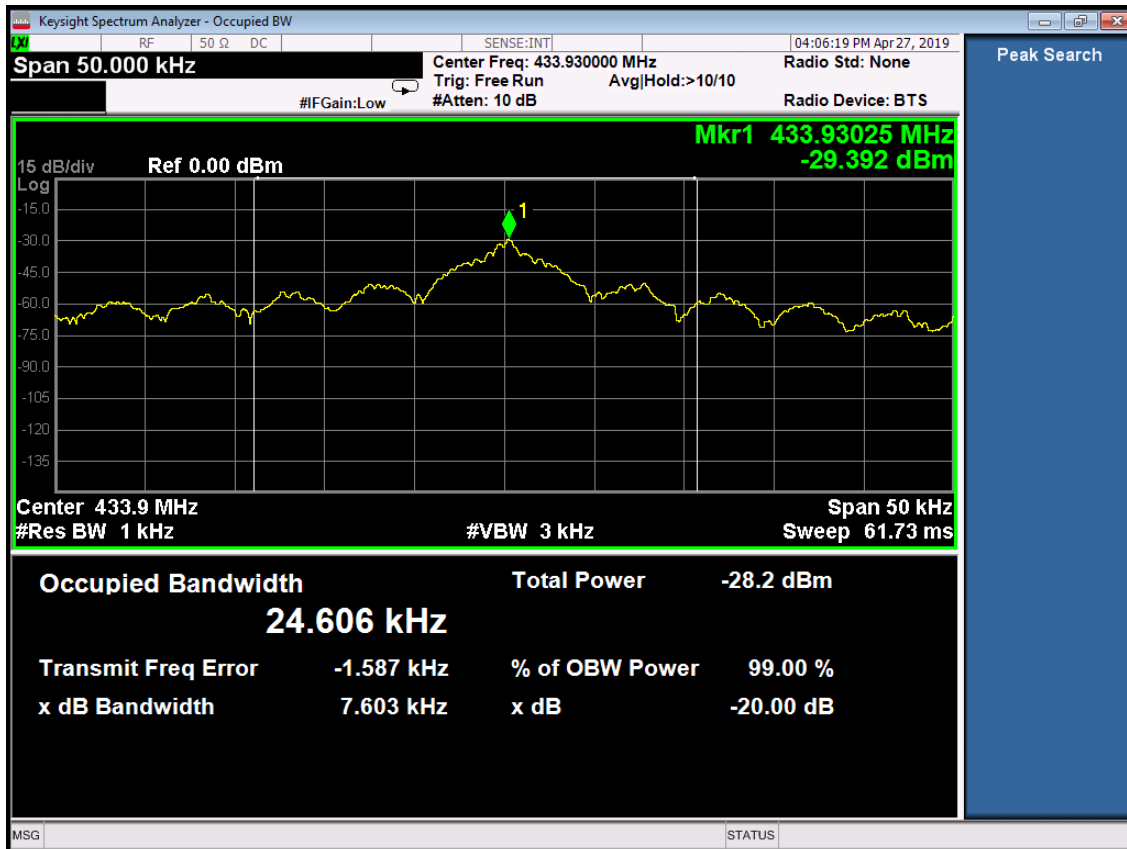 Keysight Spectrum Analyzer - Occupied BW
LXI RF 50 Ω DC SENSE:INT 04:06:19 PM Apr 27, 2019
Span 50.000 kHz
Center Freq: 433.930000 MHz Radio Std: None
Trig: Free Run Avg|Hold:>10/10
#IFGain:Low #Atten: 10 dB Radio Device: BTS
Peak Search
Mkr1 433.93025 MHz
-29.392 dBm
15 dB/div Ref 0.00 dBm
Log
1
-15.0
-30.0
-45.0
-60.0
-75.0
-90.0
-105
-120
-135
Center 433.9 MHz Span 50 kHz
#Res BW 1 kHz #VBW 3 kHz Sweep 61.73 ms
Occupied Bandwidth Total Power -28.2 dBm
24.606 kHz
Transmit Freq Error -1.587 kHz % of OBW Power 99.00 %
x dB Bandwidth 7.603 kHz x dB -20.00 dB
MSG STATUS